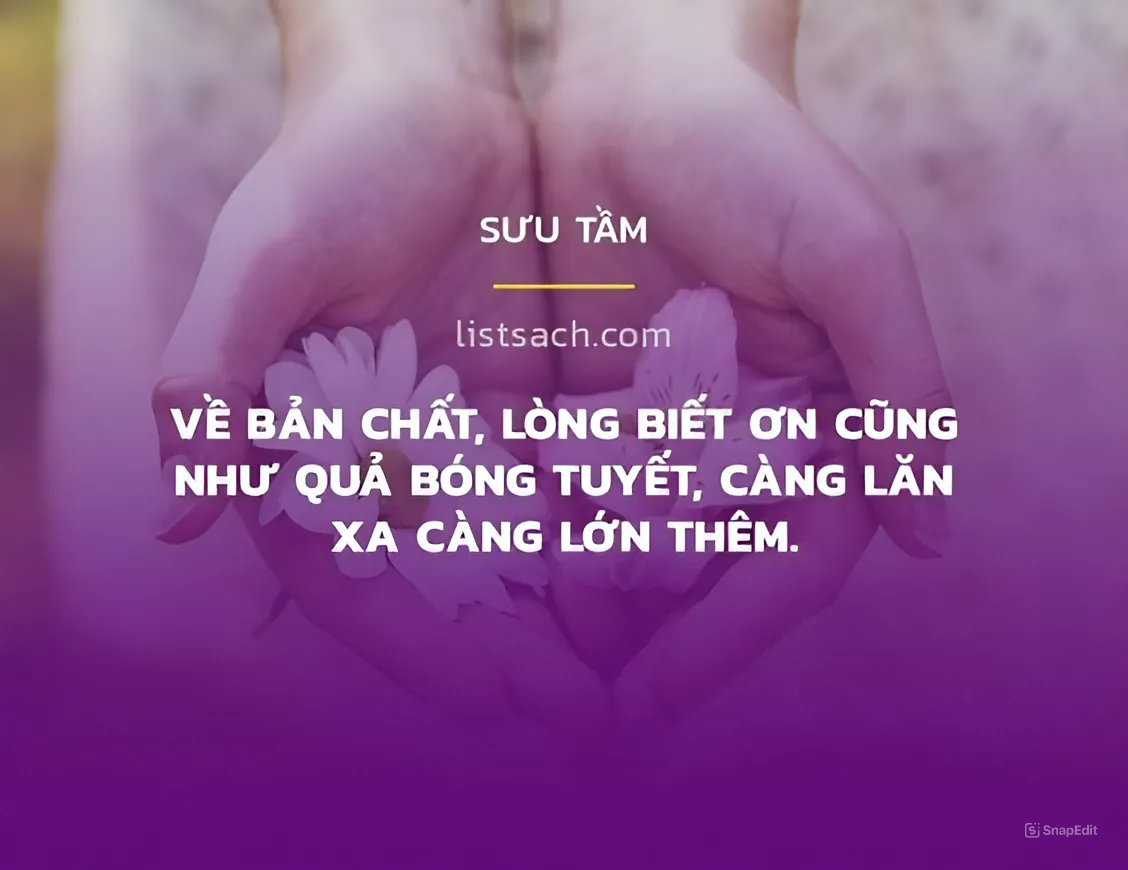 SƯU TẦM
listsach.com
VỀ BẢN CHẤT, LÒNG BIẾT ƠN CŨNG
NHƯ QUẢ BÓNG TUYẾT, CÀNG LĂN
XA CÀNG LỚN THÊM.
SnapEdit